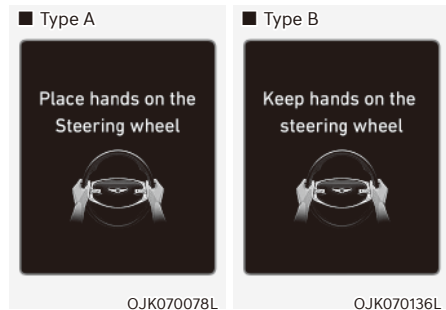 ■ Type A
Place hands on the
Steering wheel
OJK070078L
■ Type B
Keep hands on the
steering wheel
OJK070136L